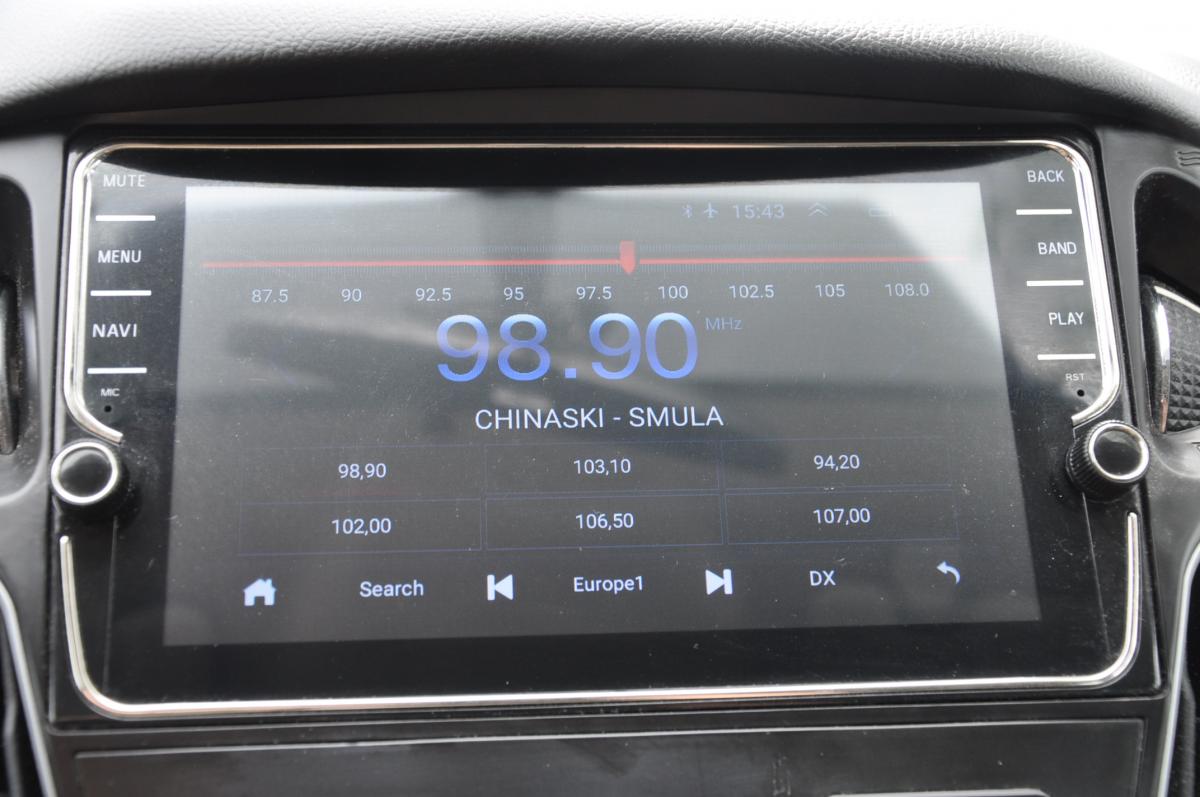 MUTE
BACK
15:43
MENU
BAND
87.5 90 92.5 95 97.5 100 102.5 105 108.0
NAVI
PLAY
98.90 MHz
MIC
RST
CHINASKI - SMULA
98,90 103,10 94,20
102,00 106,50 107,00
Search Europe1 DX